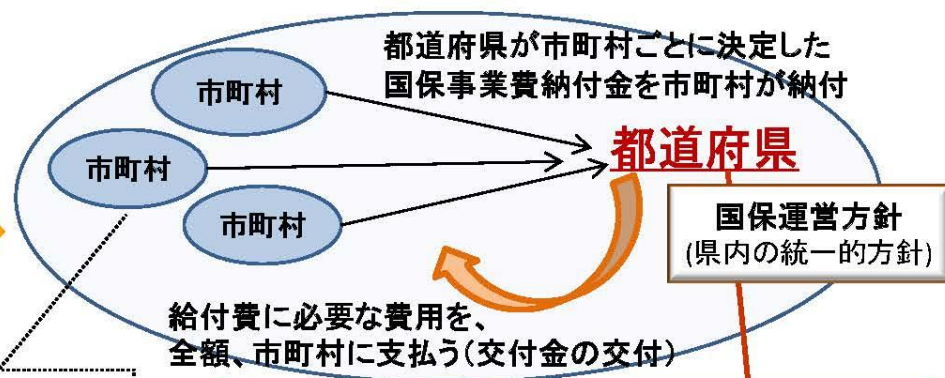 都道府県が市町村ごとに決定した
国保事業費納付金を市町村が納付
市町村
市町村
市町村
都道府県
国保運営方針
(県内の統一的方針)
給付費に必要な費用を、
全額、市町村に支払う(交付金の交付)